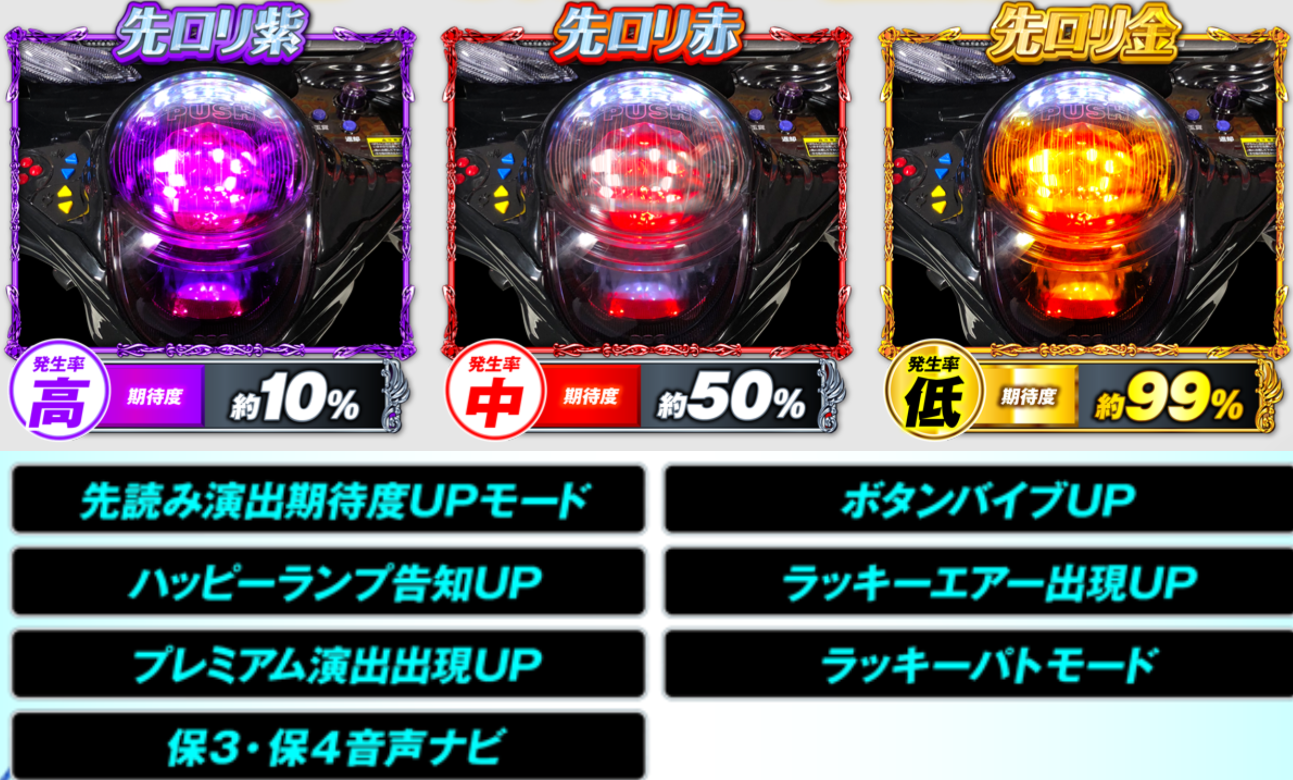 先ロリ紫
先ロリ赤
先ロリ金
PUSH
PUSH
PUSH
発生率
高
期待度
約10%
発生率
中
期待度
約50%
発生率
低
期待度
約99%
先読み演出期待度UPモード
ボタンバイブUP
ハッピーランプ告知UP
ラッキーエアー出現UP
プレミアム演出出現UP
ラッキーパトモード
保3・保4音声ナビ